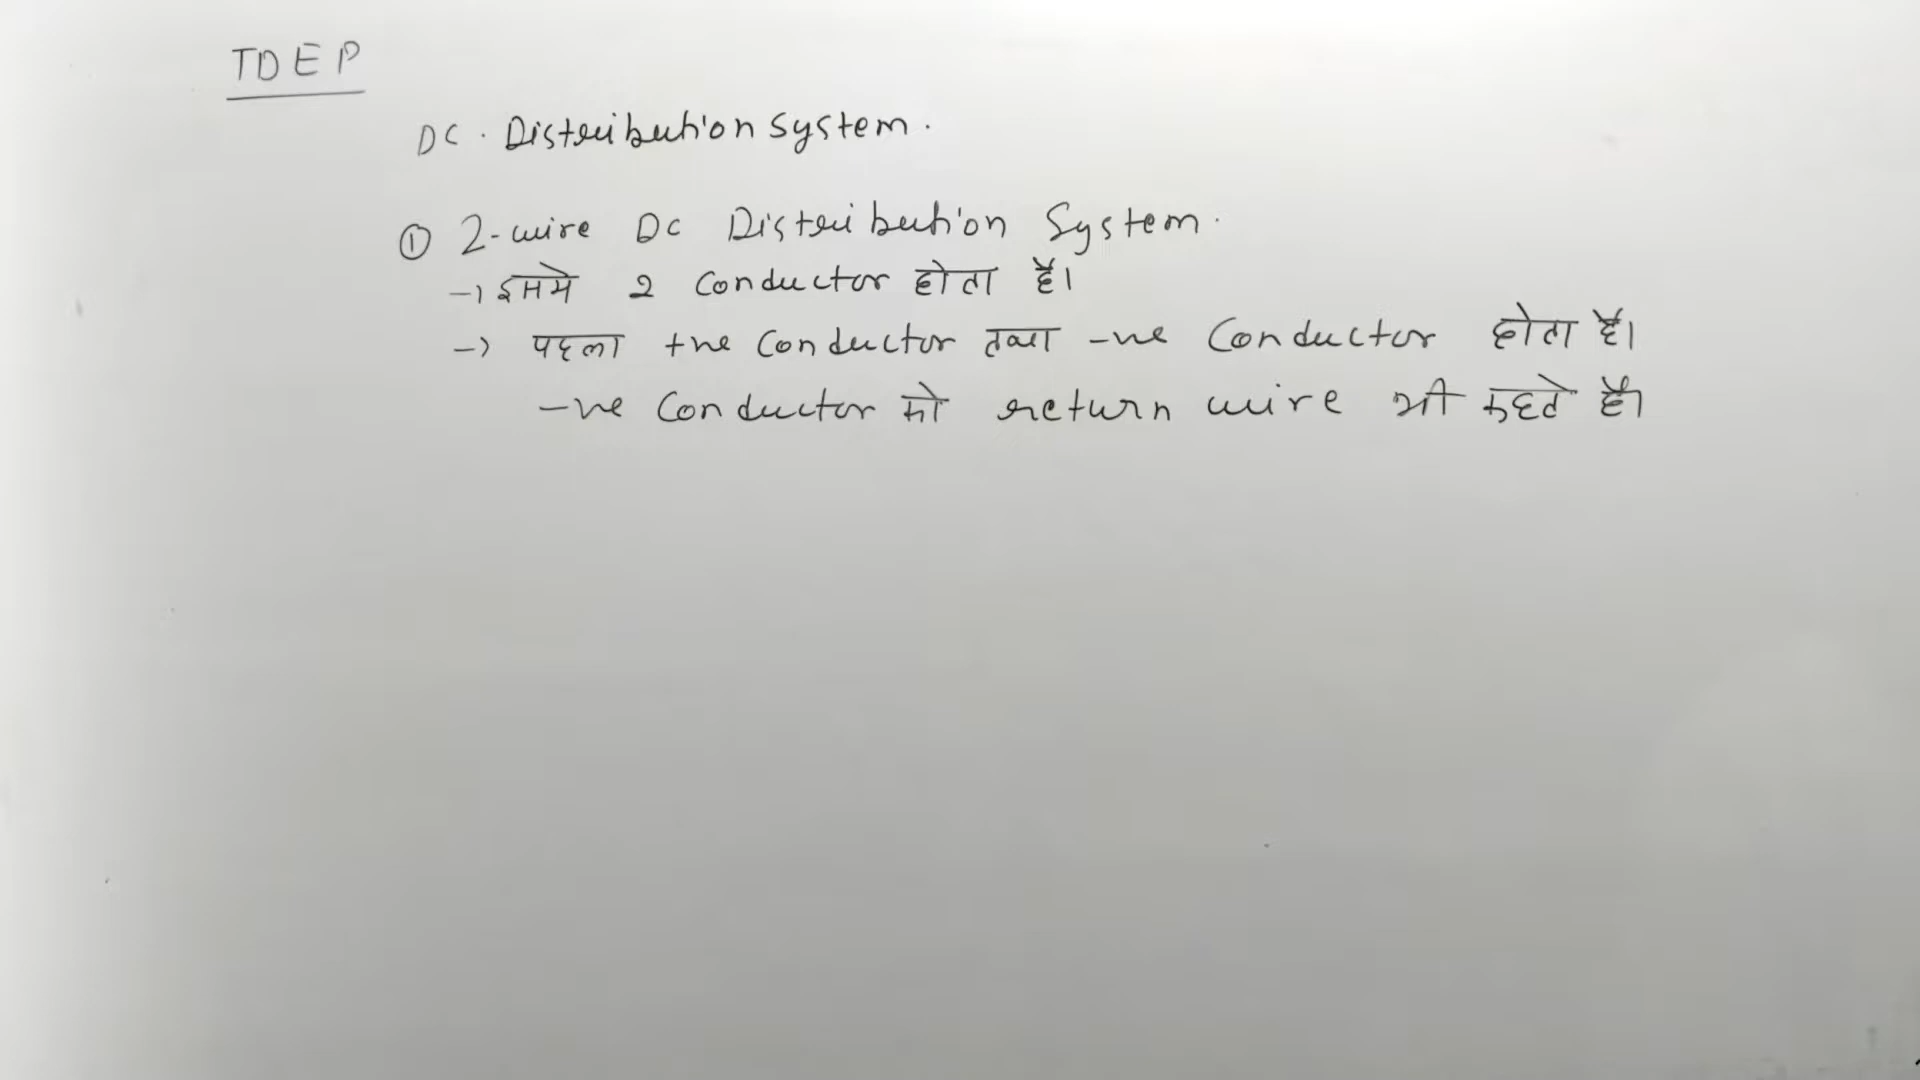 TDEP
DC. Distribution System.
① 2-wire DC Distribution System.
→ इसमे 2 Conductor होता है।
→ पहला +ve Conductor तथा -ve Conductor होता है।
-ve Conductor को return wire भी कहते हैं।